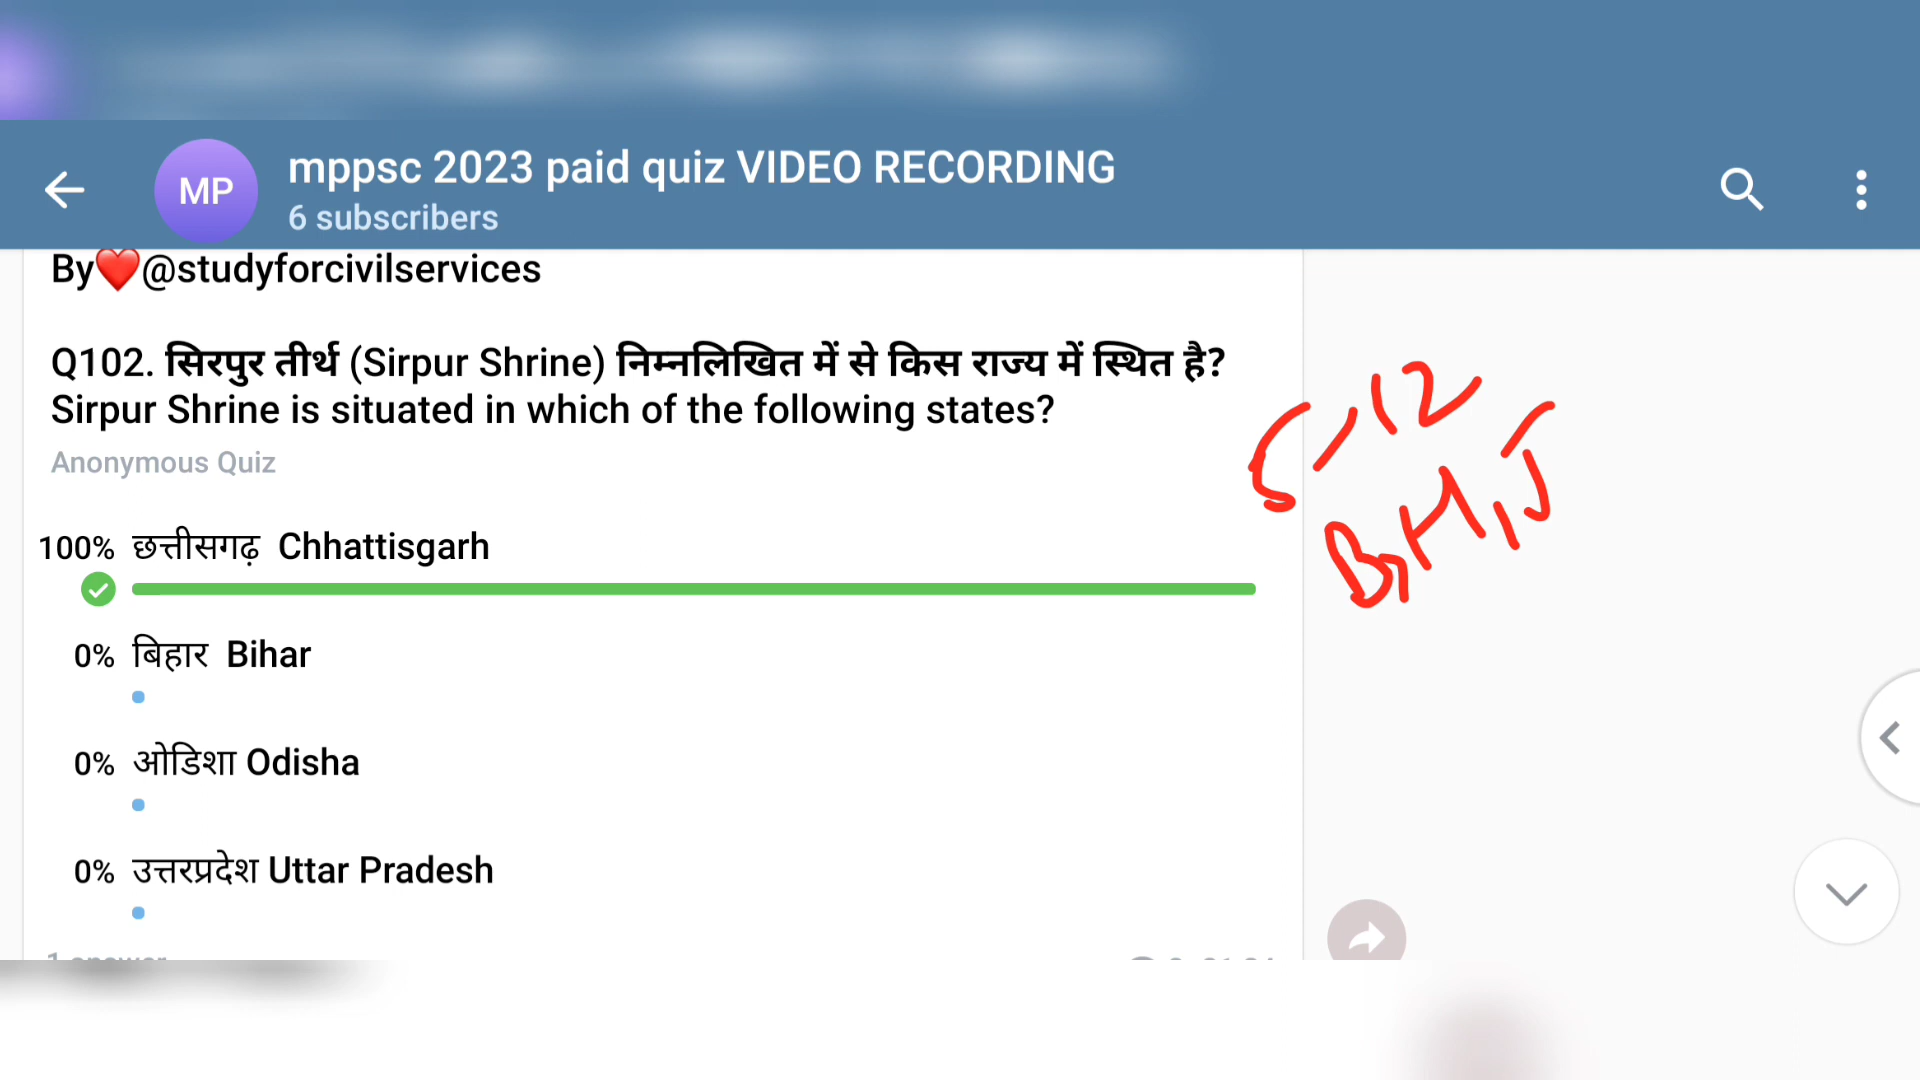 mppsc 2023 paid quiz VIDEO RECORDING
MP
6 subscribers
By❤️@studyforcivilservices
Q102. सिरपुर तीर्थ (Sirpur Shrine) निम्नलिखित में से किस राज्य में स्थित है?
Sirpur Shrine is situated in which of the following states?
Anonymous Quiz
5-12
B, H, J
100% छत्तीसगढ़ Chhattisgarh
0% बिहार Bihar
0% ओडिशा Odisha
0% उत्तरप्रदेश Uttar Pradesh
1 answer